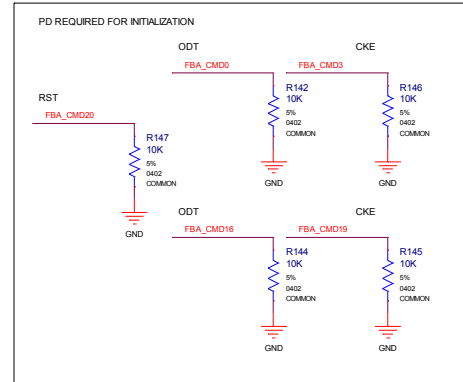 PD REQUIRED FOR INITIALIZATION
ODT
CKE
FBA_CMD0
FBA_CMD3
R142
10K
5%
0402
COMMON
GND
R146
10K
5%
0402
COMMON
GND
RST
FBA_CMD20
R147
10K
5%
0402
COMMON
GND
ODT
CKE
FBA_CMD16
FBA_CMD19
R144
10K
5%
0402
COMMON
GND
R145
10K
5%
0402
COMMON
GND